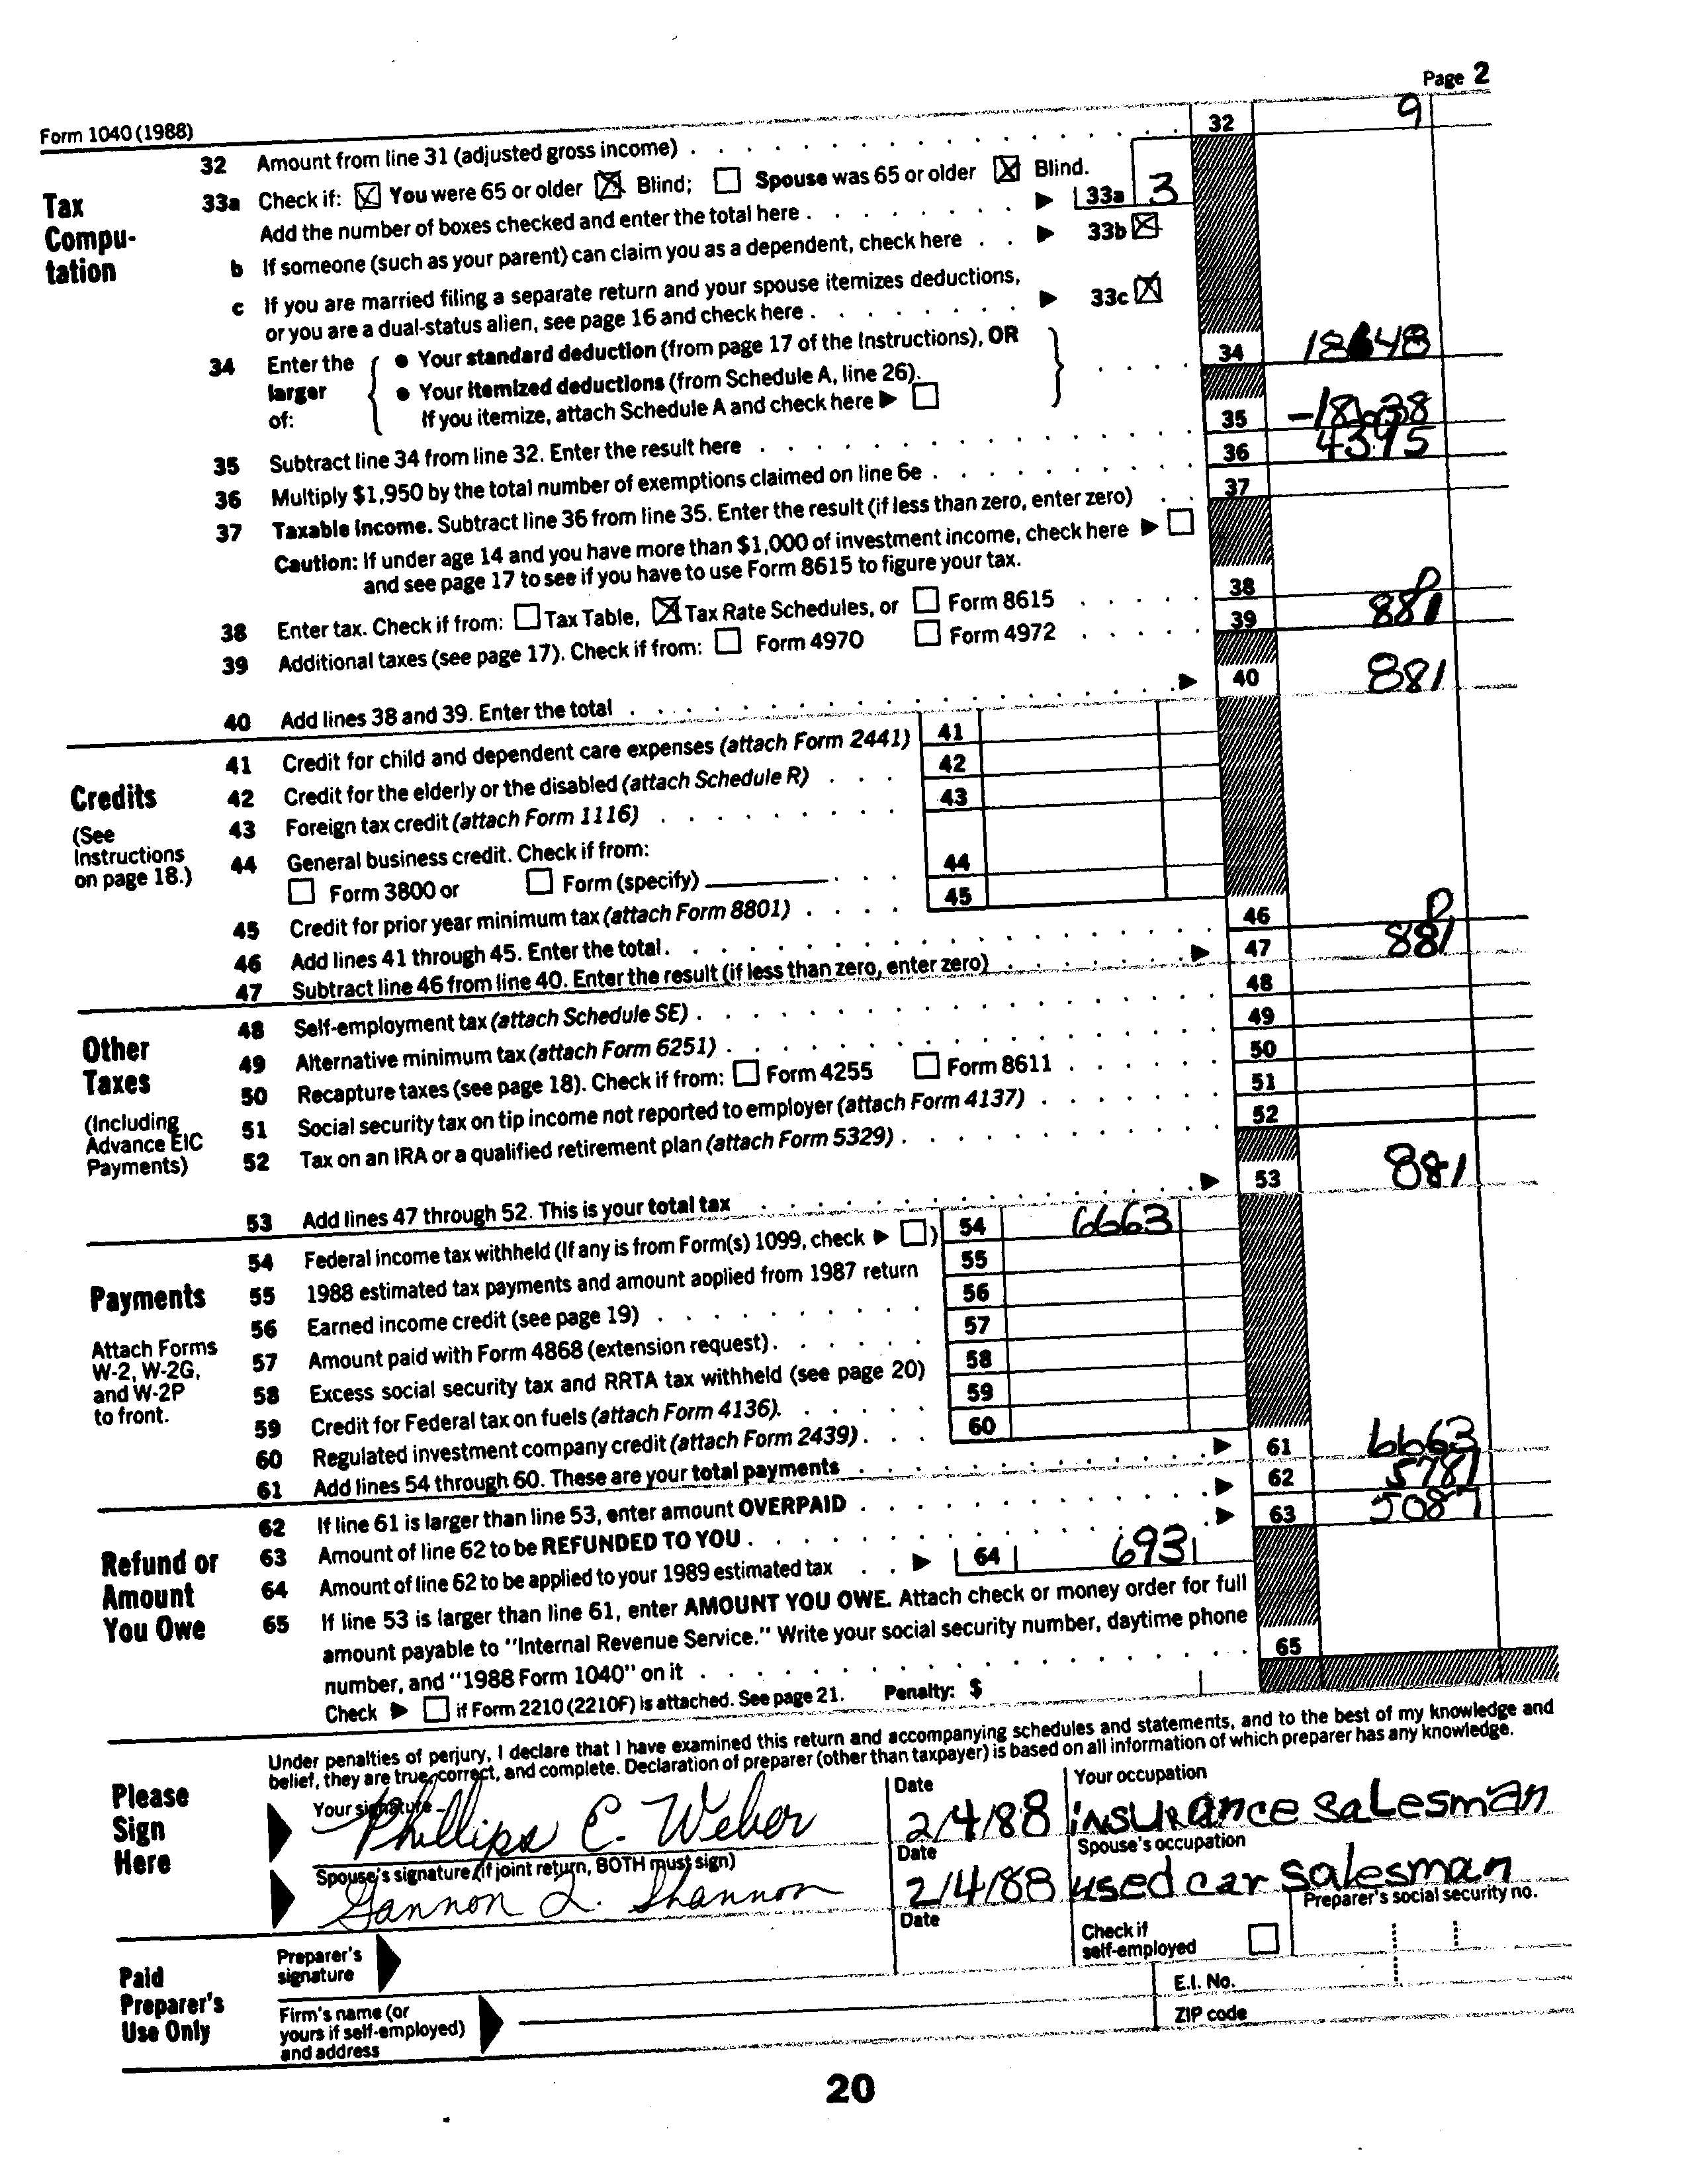 Page 2
Form 1040 (1988)
Tax Computation
32 Amount from line 31 (adjusted gross income) 32 9
33a Check if: ☒ You were 65 or older ☒ Blind; ☐ Spouse was 65 or older ☒ Blind.
Add the number of boxes checked and enter the total here ▶ 33a 3
b If someone (such as your parent) can claim you as a dependent, check here ▶ 33b ☒
c If you are married filing a separate return and your spouse itemizes deductions,
or you are a dual-status alien, see page 16 and check here ▶ 33c ☒
34 Enter the larger of: { • Your standard deduction (from page 17 of the Instructions), OR
• Your itemized deductions (from Schedule A, line 26).
If you itemize, attach Schedule A and check here ▶ ☐ } 34
35 Subtract line 34 from line 32. Enter the result here 35
36 Multiply $1,950 by the total number of exemptions claimed on line 6e 36 4395
37 Taxable income. Subtract line 36 from line 35. Enter the result (if less than zero, enter zero) 37
Caution: If under age 14 and you have more than $1,000 of investment income, check here ▶ ☐
and see page 17 to see if you have to use Form 8615 to figure your tax.
38 Enter tax. Check if from: ☐ Tax Table, ☒ Tax Rate Schedules, or ☐ Form 8615 38 0
39 Additional taxes (see page 17). Check if from: ☐ Form 4970 ☐ Form 4972 39 881
40 Add lines 38 and 39. Enter the total ▶ 40 881
Credits
(See Instructions on page 18.)
41 Credit for child and dependent care expenses (attach Form 2441) 41
42 Credit for the elderly or the disabled (attach Schedule R) 42
43 Foreign tax credit (attach Form 1116) 43
44 General business credit. Check if from:
☐ Form 3800 or ☐ Form (specify) 44
45 Credit for prior year minimum tax (attach Form 8801) 45
46 Add lines 41 through 45. Enter the total 46 0
47 Subtract line 46 from line 40. Enter the result (if less than zero, enter zero) ▶ 47 881
Other Taxes
(Including Advance EIC Payments)
48 Self-employment tax (attach Schedule SE) 48
49 Alternative minimum tax (attach Form 6251) 49
50 Recapture taxes (see page 18). Check if from: ☐ Form 4255 ☐ Form 8611 50
51 Social security tax on tip income not reported to employer (attach Form 4137) 51
52 Tax on an IRA or a qualified retirement plan (attach Form 5329) 52
53 Add lines 47 through 52. This is your total tax ▶ 53 881
Payments
Attach Forms W-2, W-2G, and W-2P to front.
54 Federal income tax withheld (If any is from Form(s) 1099, check ▶ ☐) 54 6663
55 1988 estimated tax payments and amount applied from 1987 return 55
56 Earned income credit (see page 19) 56
57 Amount paid with Form 4868 (extension request) 57
58 Excess social security tax and RRTA tax withheld (see page 20) 58
59 Credit for Federal tax on fuels (attach Form 4136). 59
60 Regulated investment company credit (attach Form 2439) 60
61 Add lines 54 through 60. These are your total payments ▶ 61 6663
Refund or Amount You Owe
62 If line 61 is larger than line 53, enter amount OVERPAID ▶ 62 5781
63 Amount of line 62 to be REFUNDED TO YOU ▶ 63 5087
64 Amount of line 62 to be applied to your 1989 estimated tax ▶ 64 693
65 If line 53 is larger than line 61, enter AMOUNT YOU OWE. Attach check or money order for full
amount payable to "Internal Revenue Service." Write your social security number, daytime phone
number, and "1988 Form 1040" on it 65
Check ▶ ☐ if Form 2210 (2210F) is attached. See page 21. Penalty: $
Please Sign Here
Under penalties of perjury, I declare that I have examined this return and accompanying schedules and statements, and to the best of my knowledge and
belief, they are true, correct, and complete. Declaration of preparer (other than taxpayer) is based on all information of which preparer has any knowledge.
Your signature Date Your occupation
Phillips C. Weber 2/4/88 insurance salesman
Spouse's signature (if joint return, BOTH must sign) Date Spouse's occupation
Gannon L. Shannon 2/4/88 used car salesman
Paid Preparer's Use Only
Preparer's signature Date Check if self-employed ☐ Preparer's social security no.
Firm's name (or yours if self-employed) and address E.I. No.
ZIP code
20